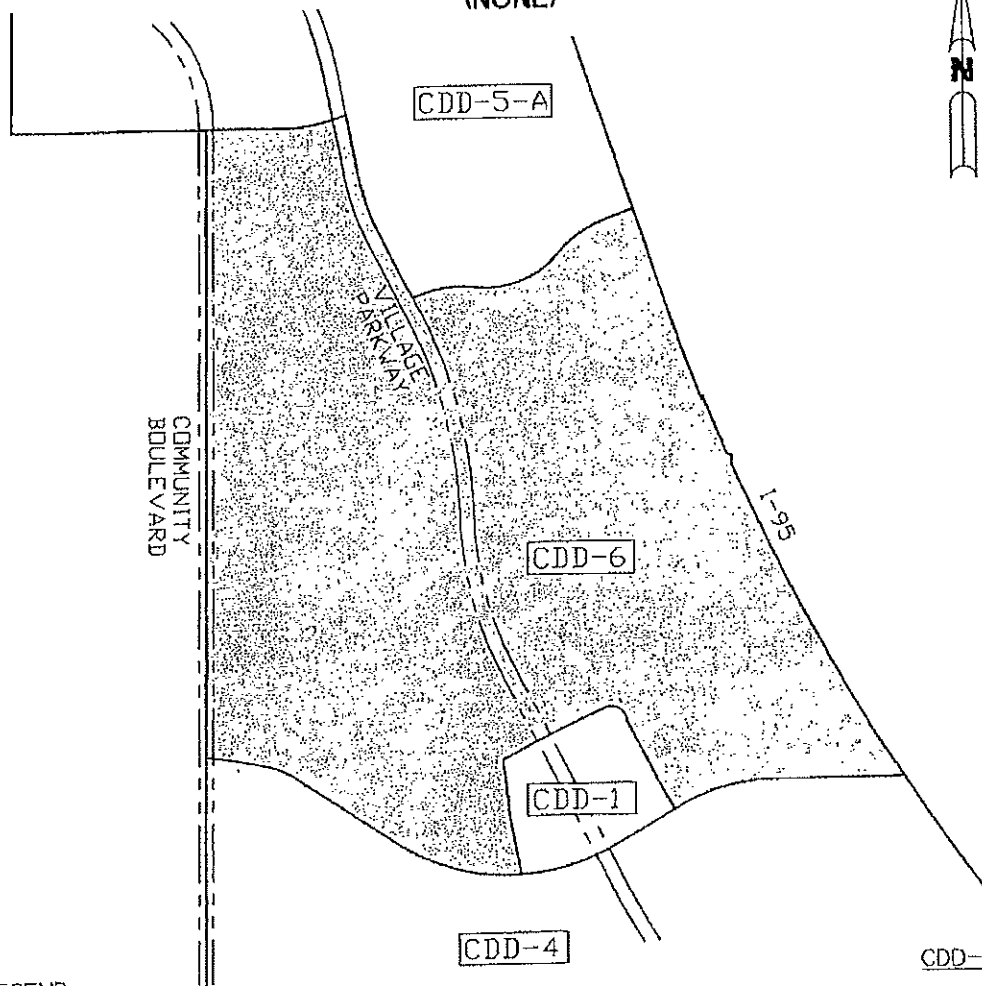 (NONE)
N
CDD-5-A
VILLAGE
PARKWAY
COMMUNITY
BOULEVARD
I-95
CDD-6
CDD-1
CDD-4
CDD-